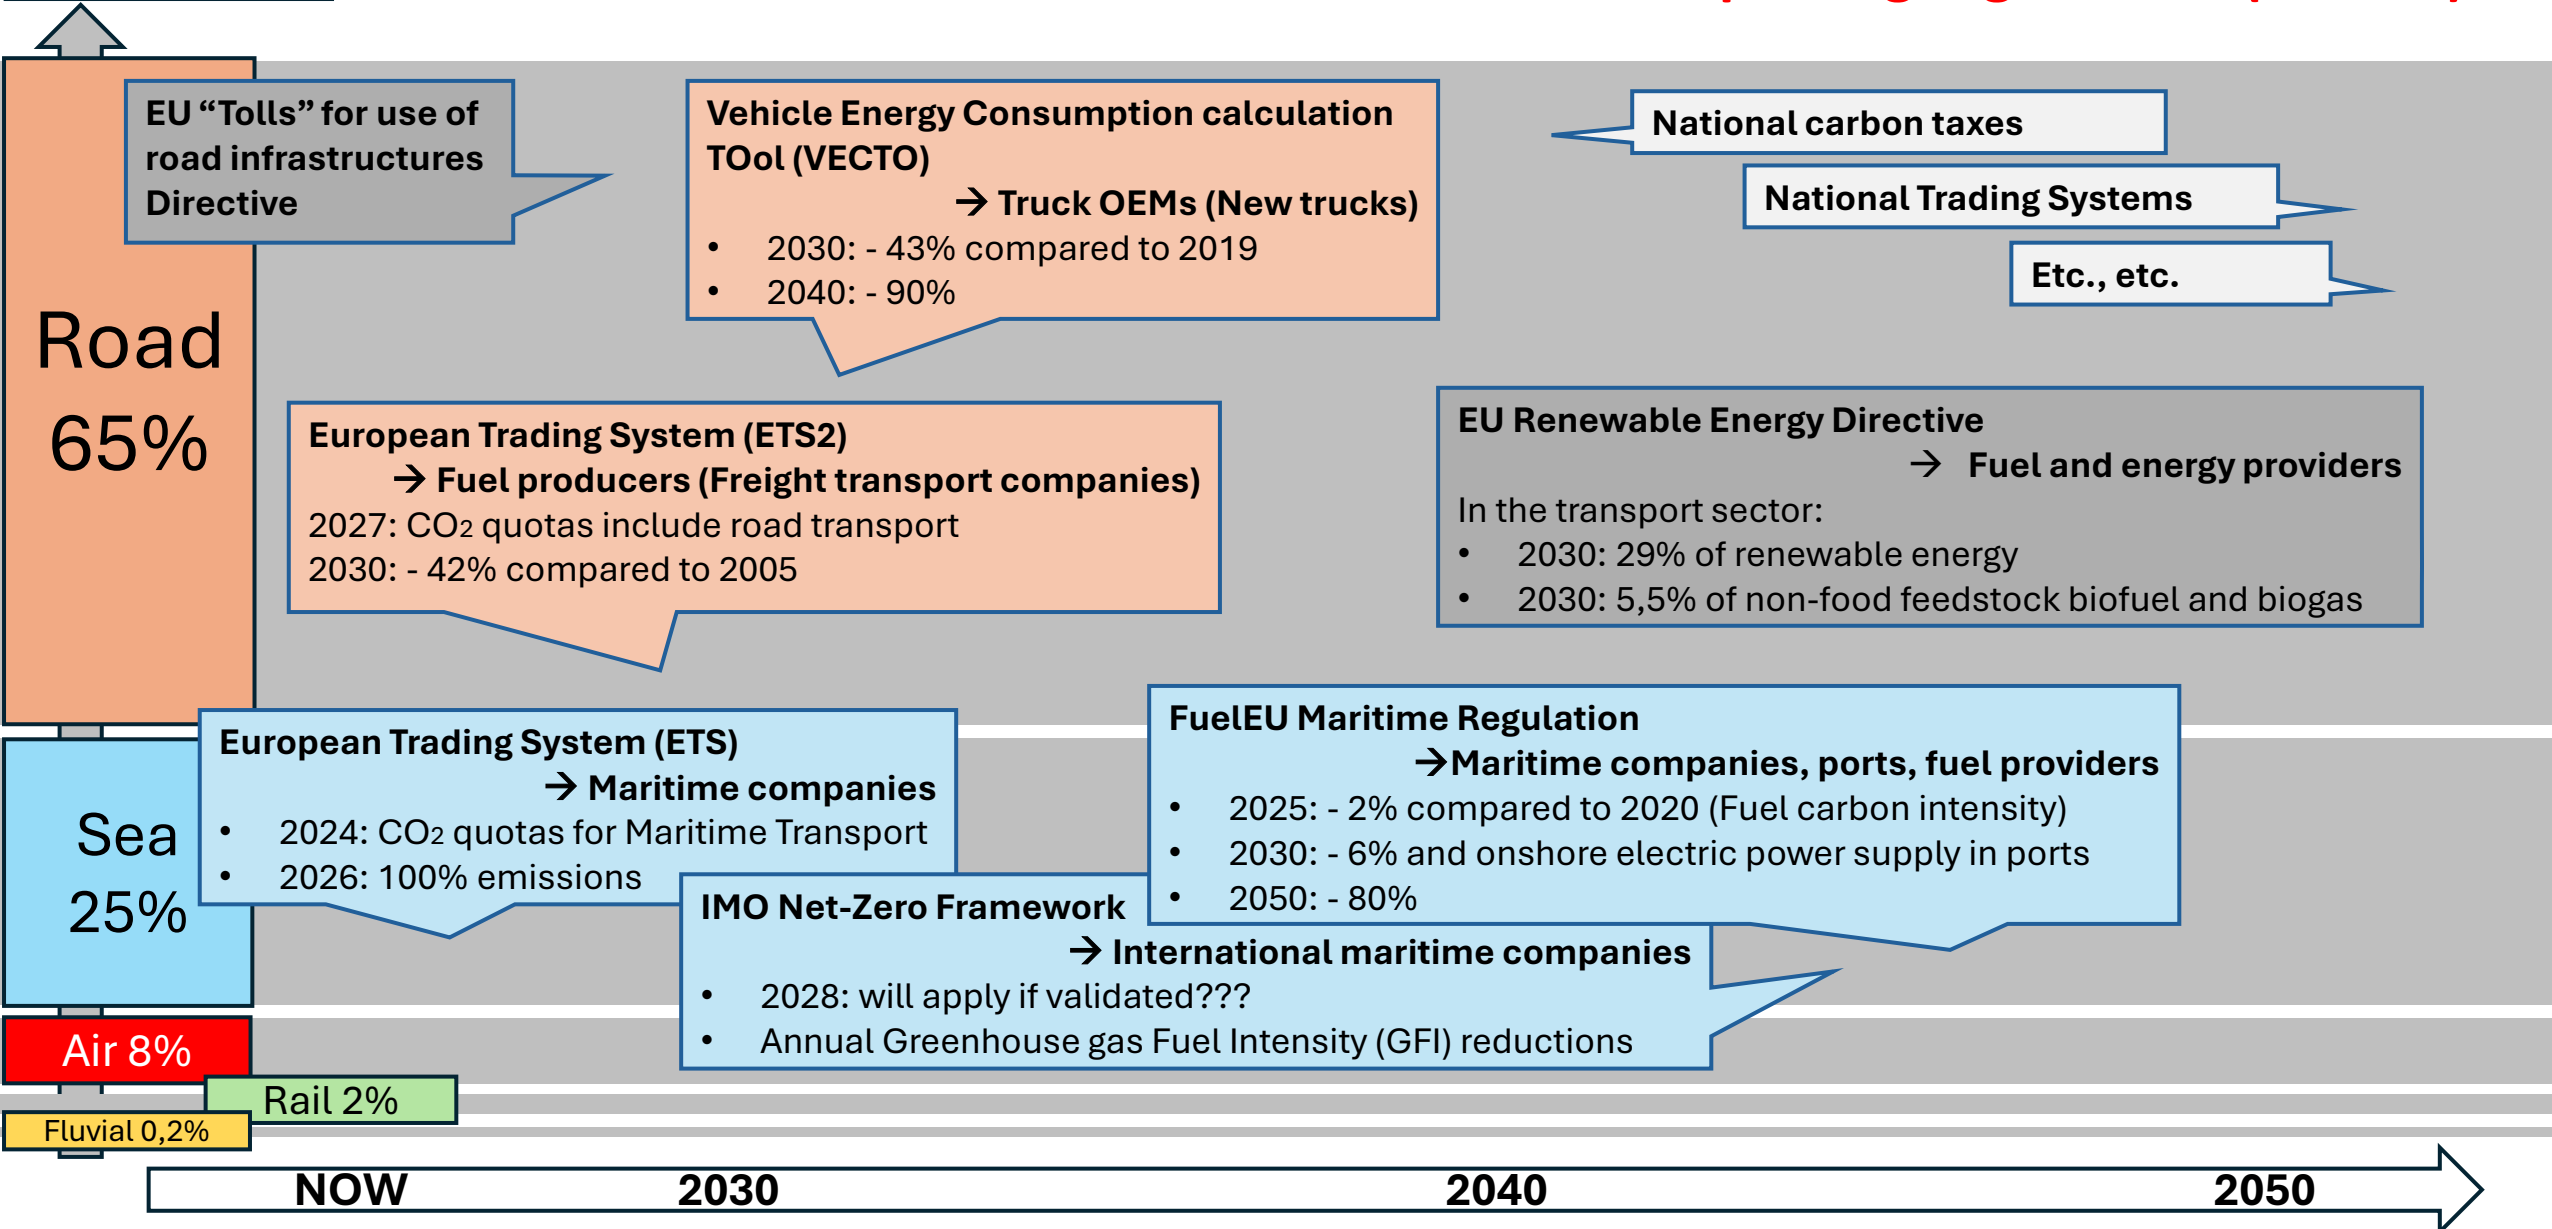 EU “Tolls” for use of
road infrastructures
Directive
Vehicle Energy Consumption calculation
TOol (VECTO)
→ Truck OEMs (New trucks)
• 2030: - 43% compared to 2019
• 2040: - 90%
National carbon taxes
National Trading Systems
Etc., etc.
Road
65%
European Trading System (ETS2)
→ Fuel producers (Freight transport companies)
2027: CO2 quotas include road transport
2030: - 42% compared to 2005
EU Renewable Energy Directive
→ Fuel and energy providers
In the transport sector:
• 2030: 29% of renewable energy
• 2030: 5,5% of non-food feedstock biofuel and biogas
Sea
25%
European Trading System (ETS)
→ Maritime companies
• 2024: CO2 quotas for Maritime Transport
• 2026: 100% emissions
FuelEU Maritime Regulation
→Maritime companies, ports, fuel providers
• 2025: - 2% compared to 2020 (Fuel carbon intensity)
• 2030: - 6% and onshore electric power supply in ports
• 2050: - 80%
IMO Net-Zero Framework
→ International maritime companies
• 2028: will apply if validated???
• Annual Greenhouse gas Fuel Intensity (GFI) reductions
Air 8%
Rail 2%
Fluvial 0,2%
NOW
2030
2040
2050